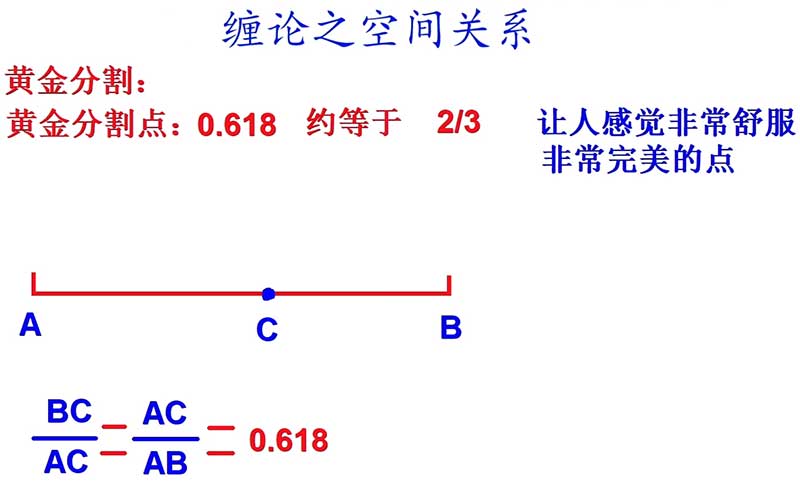 缠论之空间关系
黄金分割：
黄金分割点：0.618 约等于 2/3 让人感觉非常舒服
非常完美的点
A C B
BC AC
= = 0.618
AC AB